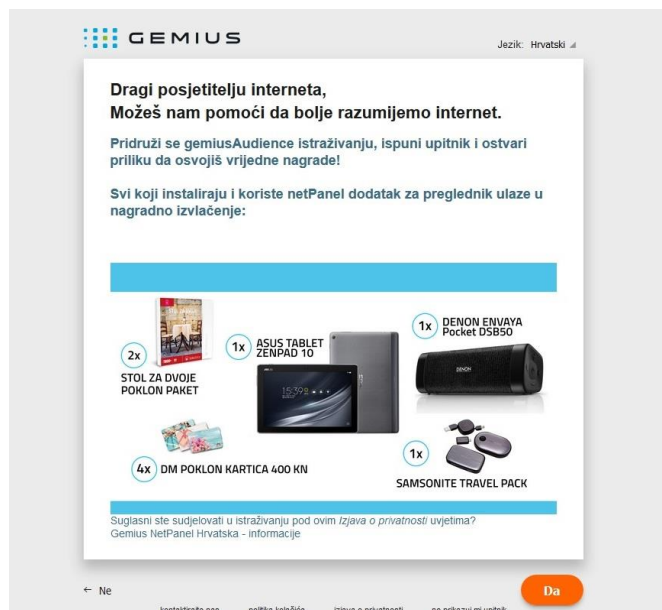 GEMIUS
Jezik: Hrvatski
Dragi posjetitelju interneta,
Možeš nam pomoći da bolje razumijemo internet.
Pridruži se gemiusAudience istraživanju, ispuni upitnik i ostvari
priliku da osvojiš vrijedne nagrade!
Svi koji instaliraju i koriste netPanel dodatak za preglednik ulaze u
nagradno izvlačenje:
2x
STOL ZA DVOJE
POKLON PAKET
1x
ASUS TABLET
ZENPAD 10
1x
DENON ENVAYA
Pocket DSB50
DENON
4x
DM POKLON KARTICA 400 KN
1x
SAMSONITE TRAVEL PACK
Suglasni ste sudjelovati u istraživanju pod ovim Izjava o privatnosti uvjetima?
Gemius NetPanel Hrvatska - informacije
← Ne
Da